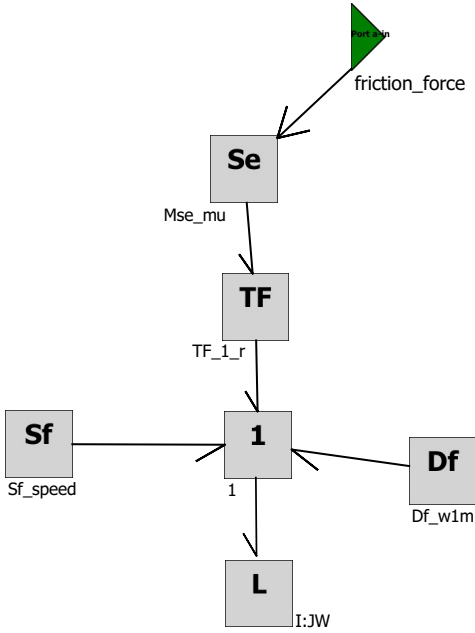 Port a-in
friction_force
Se
Mse_mu
TF
TF_1_r
Sf
1
Df
Sf_speed
1
Df_w1m
L
I:JW